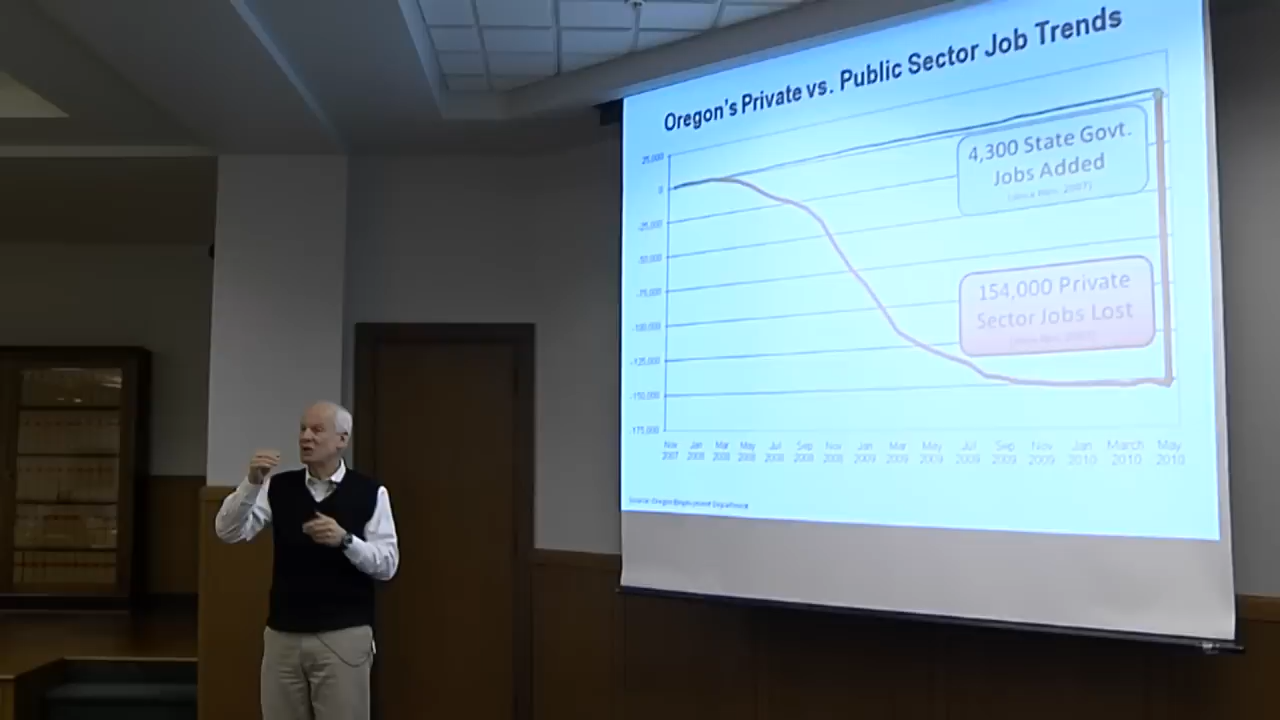 Oregon's Private vs. Public Sector Job Trends
25,000
0
-25,000
-50,000
-75,000
-100,000
-125,000
-150,000
-175,000
4,300 State Govt.
Jobs Added
(Since Nov. 2007)
154,000 Private
Sector Jobs Lost
Nov Jan Mar May Jul Sep Nov Jan Mar May Jul Sep Nov Jan March May
2007 2008 2008 2008 2008 2008 2008 2009 2009 2009 2009 2009 2009 2010 2010 2010
Source: Oregon Employment Department